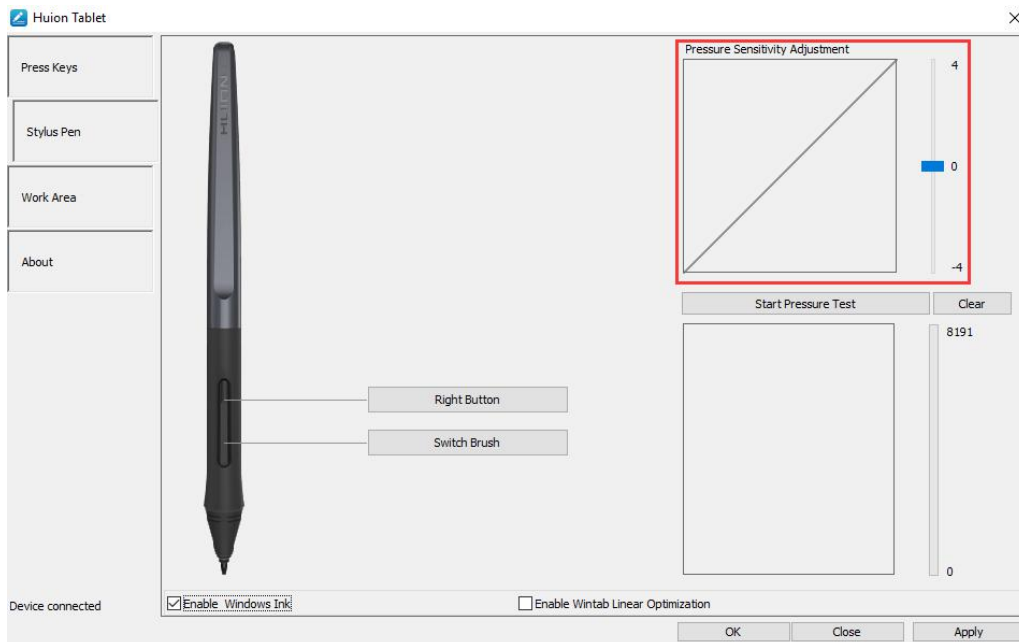 Huion Tablet
Press Keys
Stylus Pen
Work Area
About
Device connected
HUION
Right Button
Switch Brush
Pressure Sensitivity Adjustment
4
0
-4
Start Pressure Test
Clear
8191
0
Enable Windows Ink
Enable Wintab Linear Optimization
OK
Close
Apply